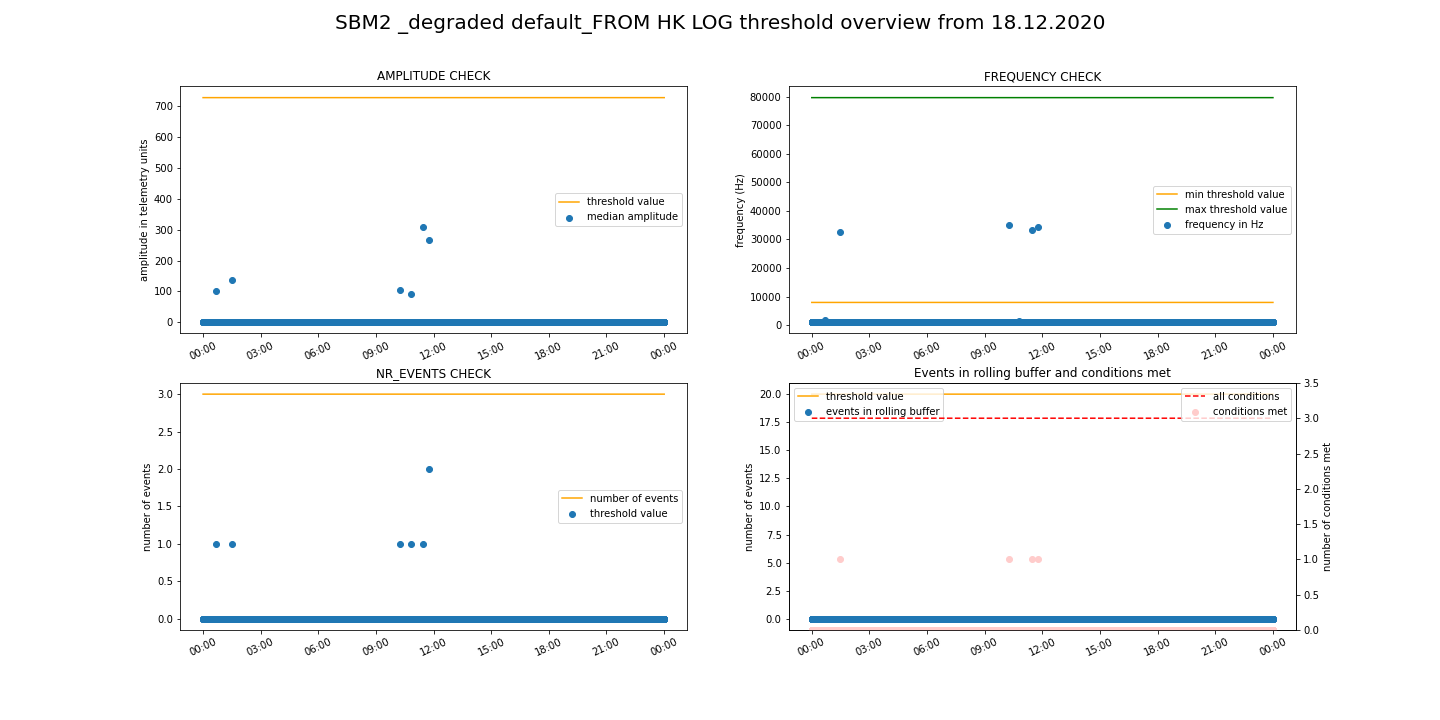 SBM2 _degraded default_FROM HK LOG threshold overview from 18.12.2020
AMPLITUDE CHECK
amplitude in telemetry units
700
600
500
400
300
200
100
0
threshold value
median amplitude
00:00 03:00 06:00 09:00 12:00 15:00 18:00 21:00 00:00
FREQUENCY CHECK
frequency (Hz)
80000
70000
60000
50000
40000
30000
20000
10000
0
min threshold value
max threshold value
frequency in Hz
00:00 03:00 06:00 09:00 12:00 15:00 18:00 21:00 00:00
NR_EVENTS CHECK
number of events
3.0
2.5
2.0
1.5
1.0
0.5
0.0
number of events
threshold value
00:00 03:00 06:00 09:00 12:00 15:00 18:00 21:00 00:00
Events in rolling buffer and conditions met
number of events
20.0
17.5
15.0
12.5
10.0
7.5
5.0
2.5
0.0
threshold value
events in rolling buffer
all conditions
conditions met
3.5
3.0
2.5
2.0
1.5
1.0
0.5
0.0
number of conditions met
00:00 03:00 06:00 09:00 12:00 15:00 18:00 21:00 00:00